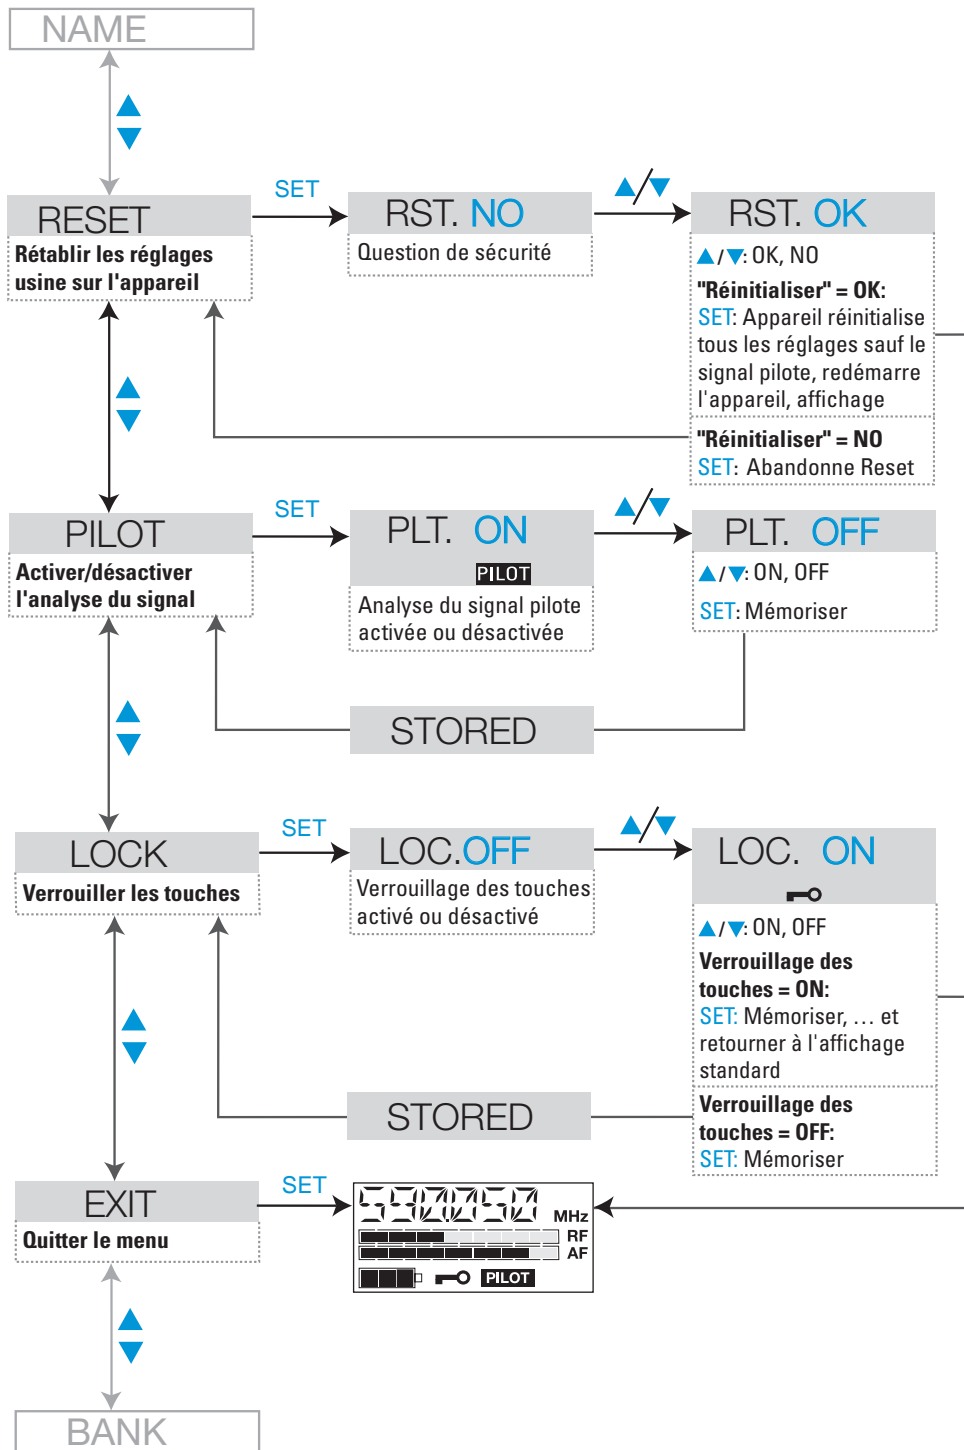 NAME
RESET
Rétablir les réglages
usine sur l'appareil
SET
RST. NO
Question de sécurité
RST. OK
▲/▼: OK, NO
"Réinitialiser" = OK:
SET: Appareil réinitialise
tous les réglages sauf le
signal pilote, redémarre
l'appareil, affichage
"Réinitialiser" = NO
SET: Abandonne Reset
PILOT
Activer/désactiver
l'analyse du signal
SET
PLT. ON
PILOT
Analyse du signal pilote
activée ou désactivée
PLT. OFF
▲/▼: ON, OFF
SET: Mémoriser
STORED
LOCK
Verrouiller les touches
SET
LOC.OFF
Verrouillage des touches
activé ou désactivé
LOC. ON
▲/▼: ON, OFF
Verrouillage des
touches = ON:
SET: Mémoriser, … et
retourner à l'affichage
standard
Verrouillage des
touches = OFF:
SET: Mémoriser
STORED
EXIT
Quitter le menu
SET
590.050 MHz
RF
AF
PILOT
BANK